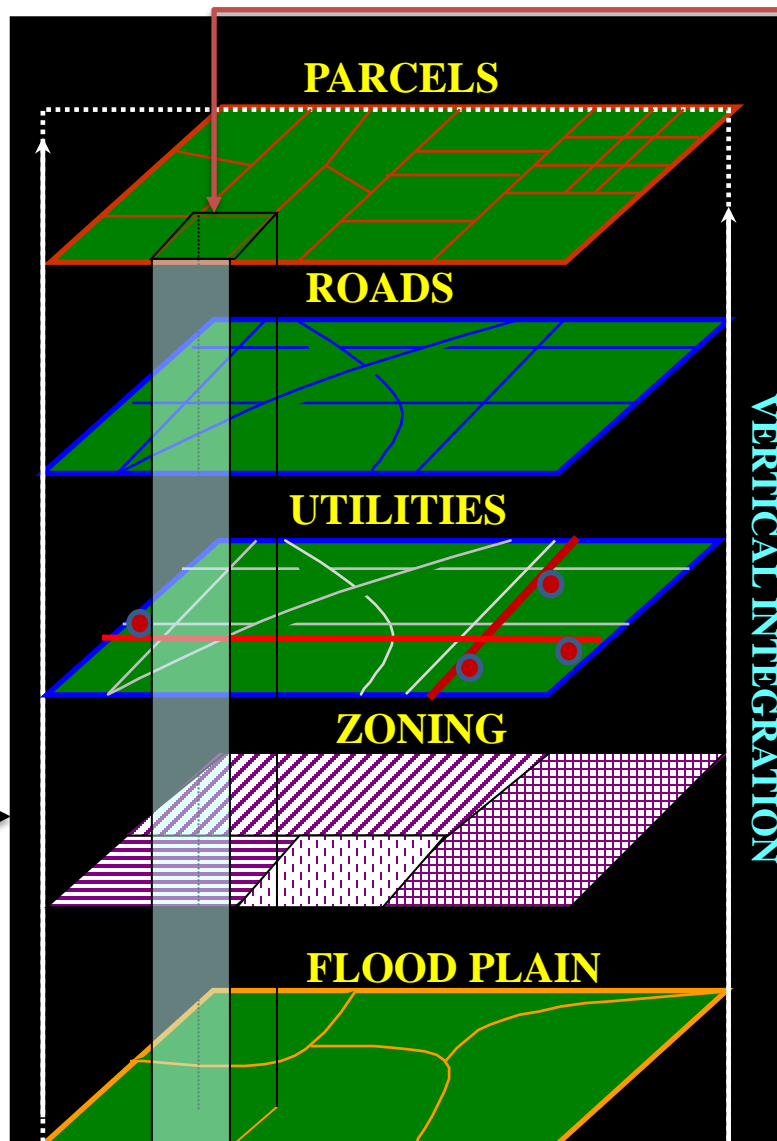 PARCELS
ROADS
UTILITIES
VERTICAL INTEGRATION
ZONING
FLOOD PLAIN